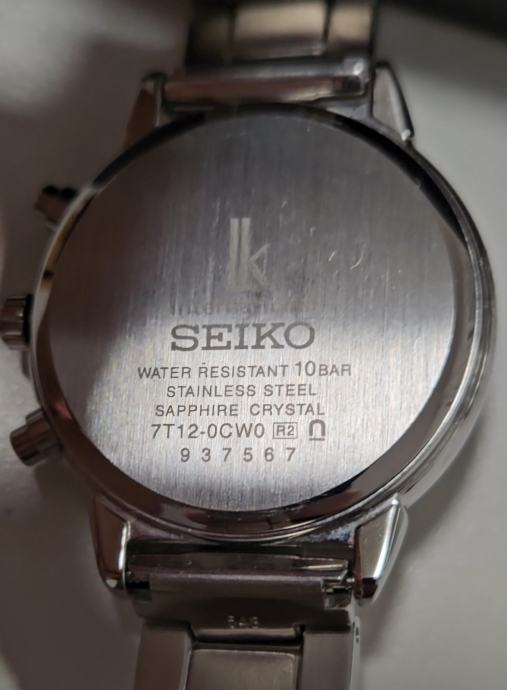 lk
SEIKO
WATER RESISTANT 10BAR
STAINLESS STEEL
SAPPHIRE CRYSTAL
7T12-0CW0 R2
937567